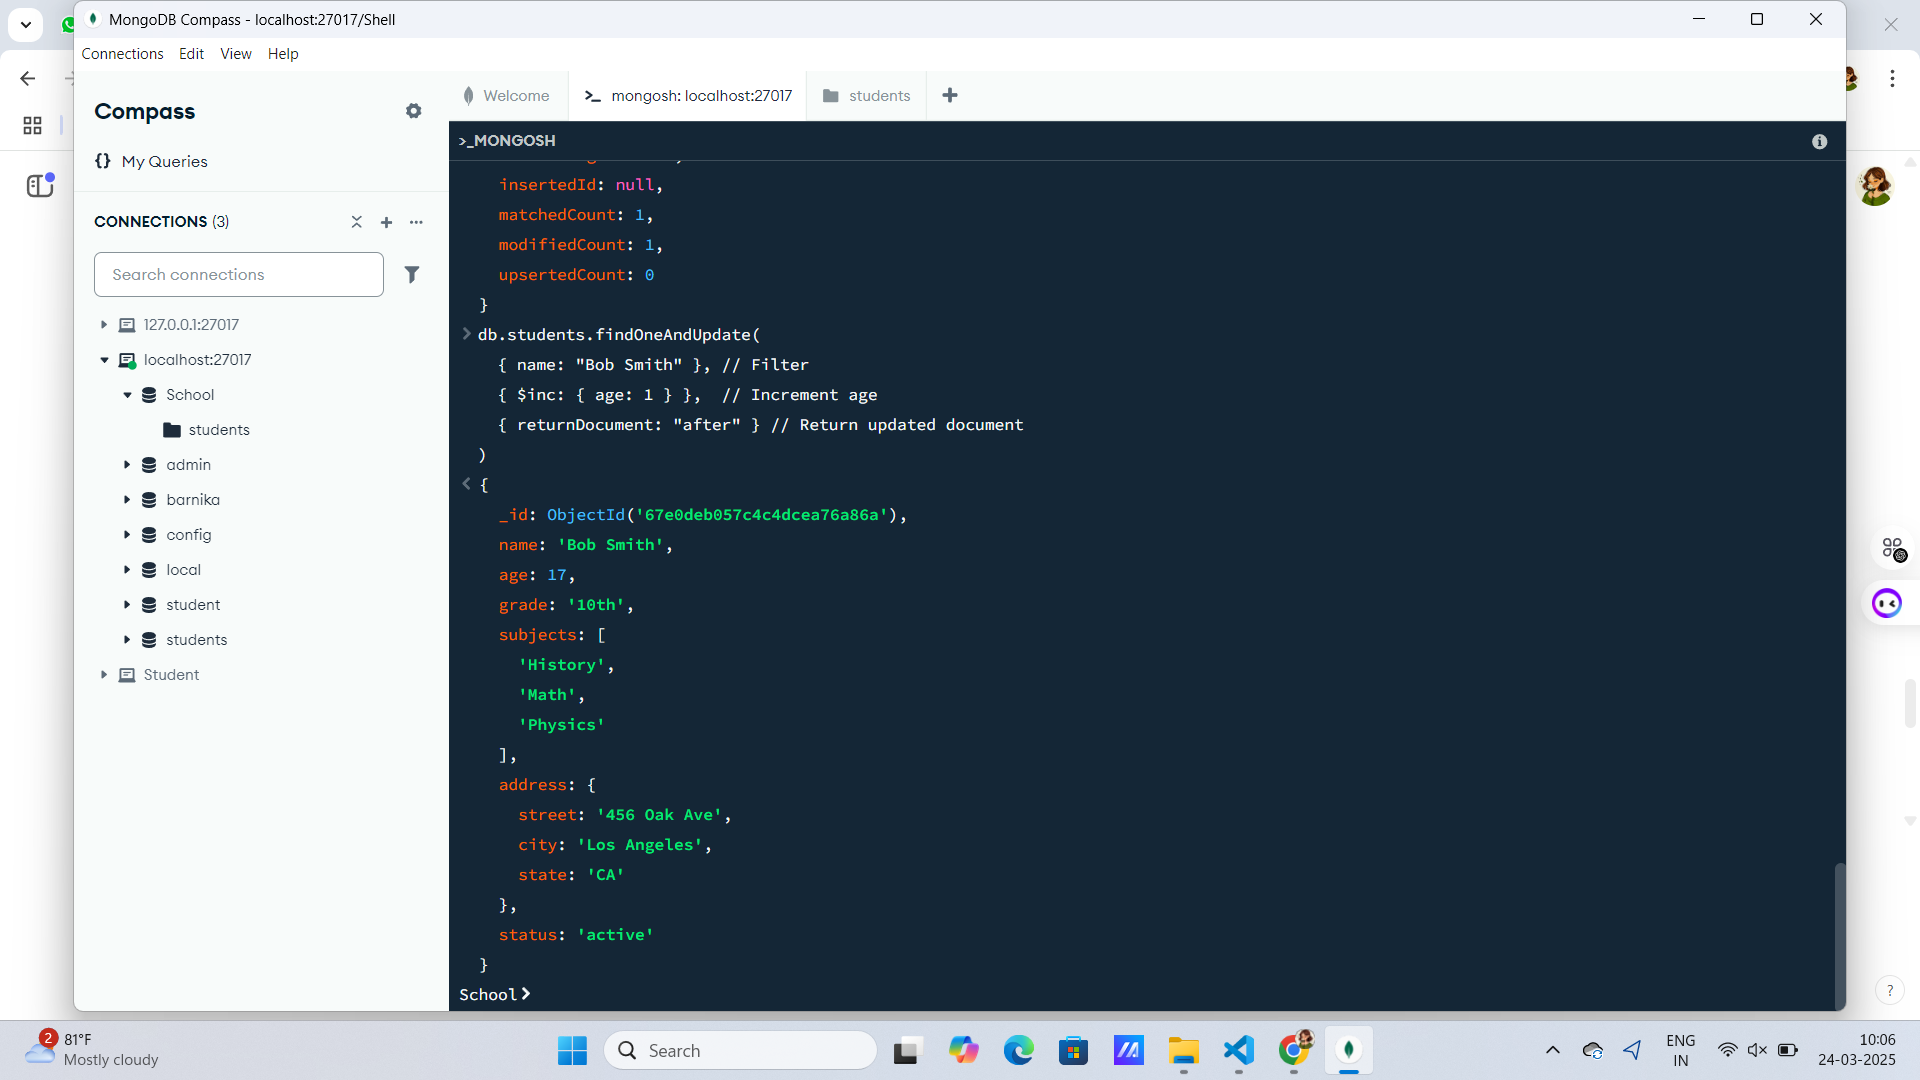 MongoDB Compass - localhost:27017/Shell
Connections Edit View Help
Compass
My Queries
CONNECTIONS (3)
Search connections
127.0.0.1:27017
localhost:27017
School
students
admin
barnika
config
local
student
students
Student
Welcome
mongosh: localhost:27017
students
>_MONGOSH
insertedId: null,
matchedCount: 1,
modifiedCount: 1,
upsertedCount: 0
}
> db.students.findOneAndUpdate(
{ name: "Bob Smith" }, // Filter
{ $inc: { age: 1 } },  // Increment age
{ returnDocument: "after" } // Return updated document
)
< {
_id: ObjectId('67e0deb057c4c4dcea76a86a'),
name: 'Bob Smith',
age: 17,
grade: '10th',
subjects: [
'History',
'Math',
'Physics'
],
address: {
street: '456 Oak Ave',
city: 'Los Angeles',
state: 'CA'
},
status: 'active'
}
School>
2
81°F
Mostly cloudy
Search
ENG
IN
10:06
24-03-2025